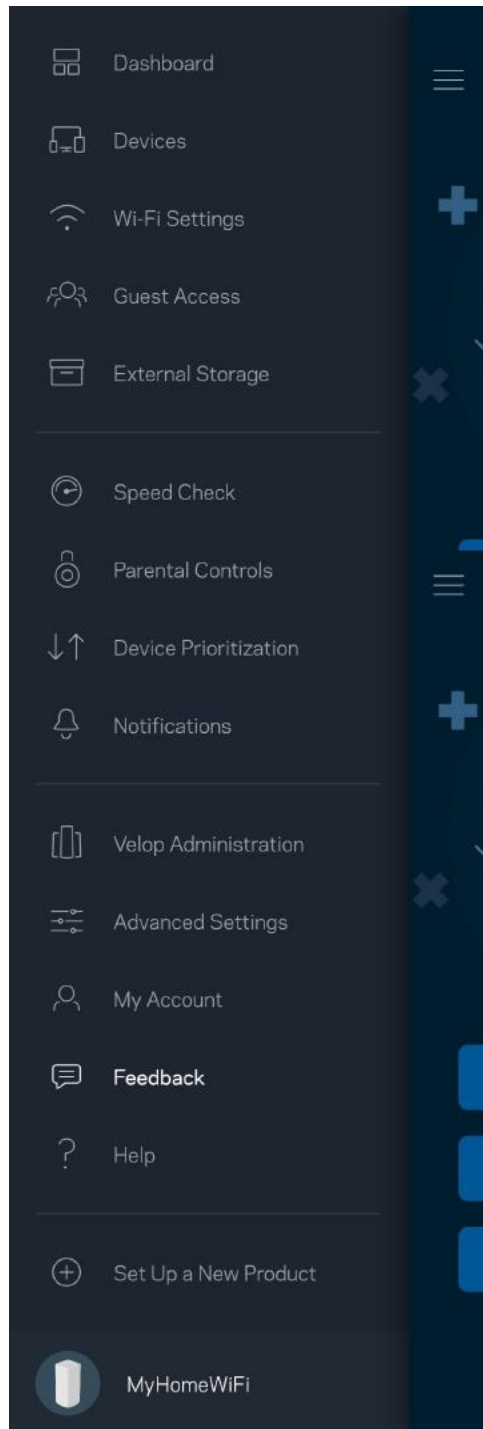 Dashboard
Devices
Wi-Fi Settings
Guest Access
External Storage
Speed Check
Parental Controls
Device Prioritization
Notifications
Velop Administration
Advanced Settings
My Account
Feedback
Help
Set Up a New Product
MyHomeWiFi